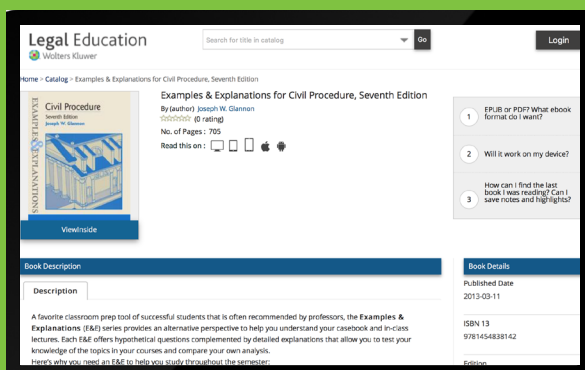 Legal Education
Wolters Kluwer
Search for title in catalog
Go
Login
Home > Catalog > Examples & Explanations for Civil Procedure, Seventh Edition
EXAMPLES & EXPLANATIONS
Civil Procedure
Seventh Edition
Joseph W. Glannon
ViewInside
Examples & Explanations for Civil Procedure, Seventh Edition
By (author) Joseph W. Glannon
(0 rating)
No. of Pages : 705
Read this on :
1 EPUB or PDF? What ebook
format do I want?
2 Will it work on my device?
3 How can I find the last
book I was reading? Can I
save notes and highlights?
Book Description
Description
A favorite classroom prep tool of successful students that is often recommended by professors, the Examples &
Explanations (E&E) series provides an alternative perspective to help you understand your casebook and in-class
lectures. Each E&E offers hypothetical questions complemented by detailed explanations that allow you to test your
knowledge of the topics in your courses and compare your own analysis.
Here's why you need an E&E to help you study throughout the semester:
Book Details
Published Date
2013-03-11
ISBN 13
9781454838142
Edition